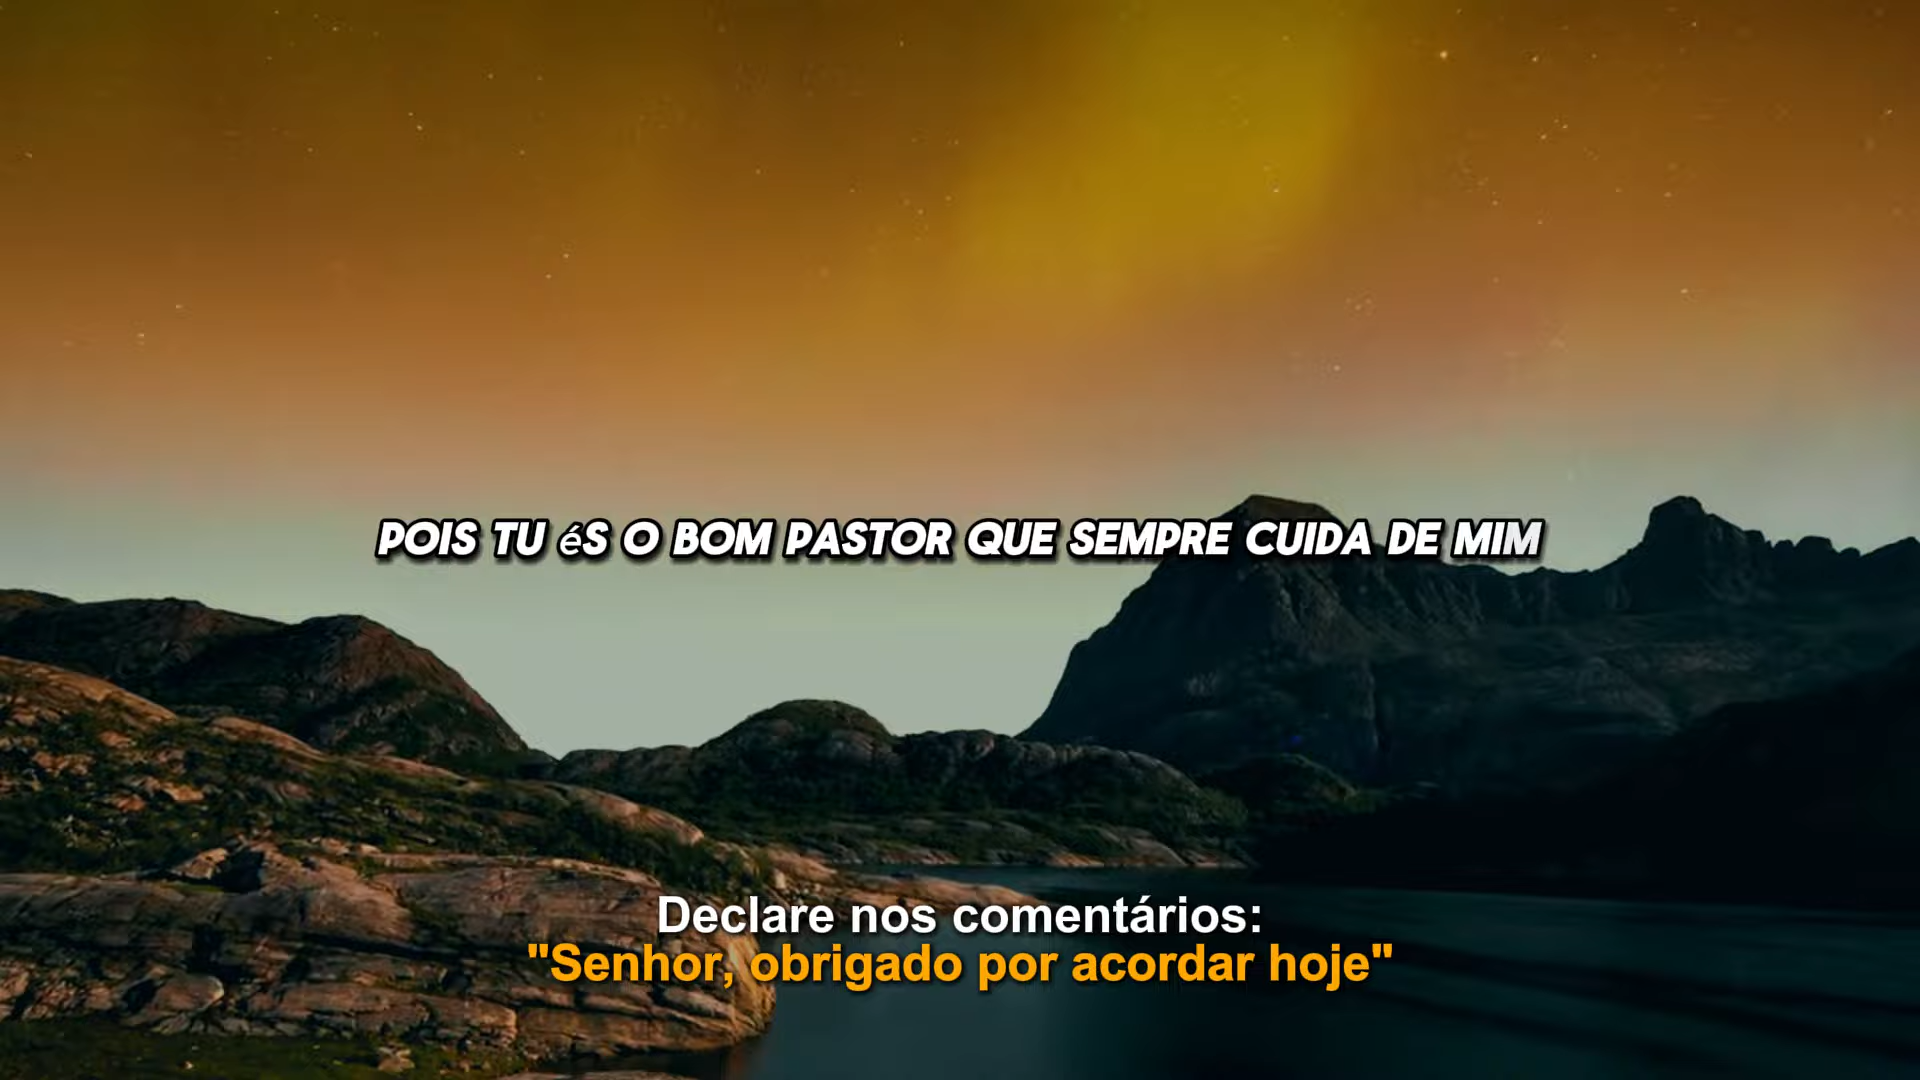 POIS TU éS O BOM PASTOR QUE SEMPRE CUIDA DE MIM
Declare nos comentários:
"Senhor, obrigado por acordar hoje"